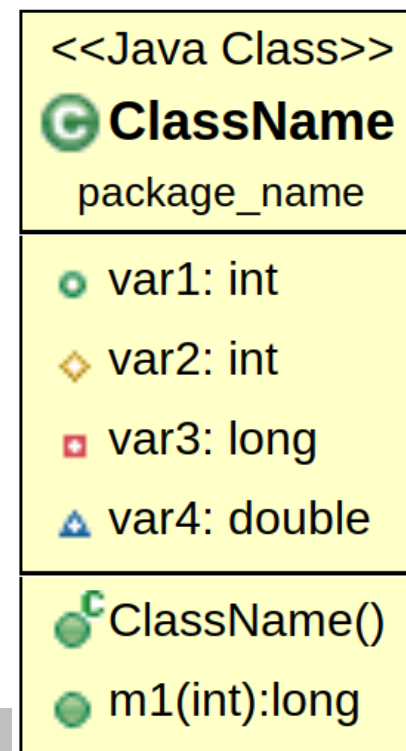 <<Java Class>>
C ClassName
package_name
var1: int
var2: int
var3: long
var4: double
C ClassName()
m1(int):long